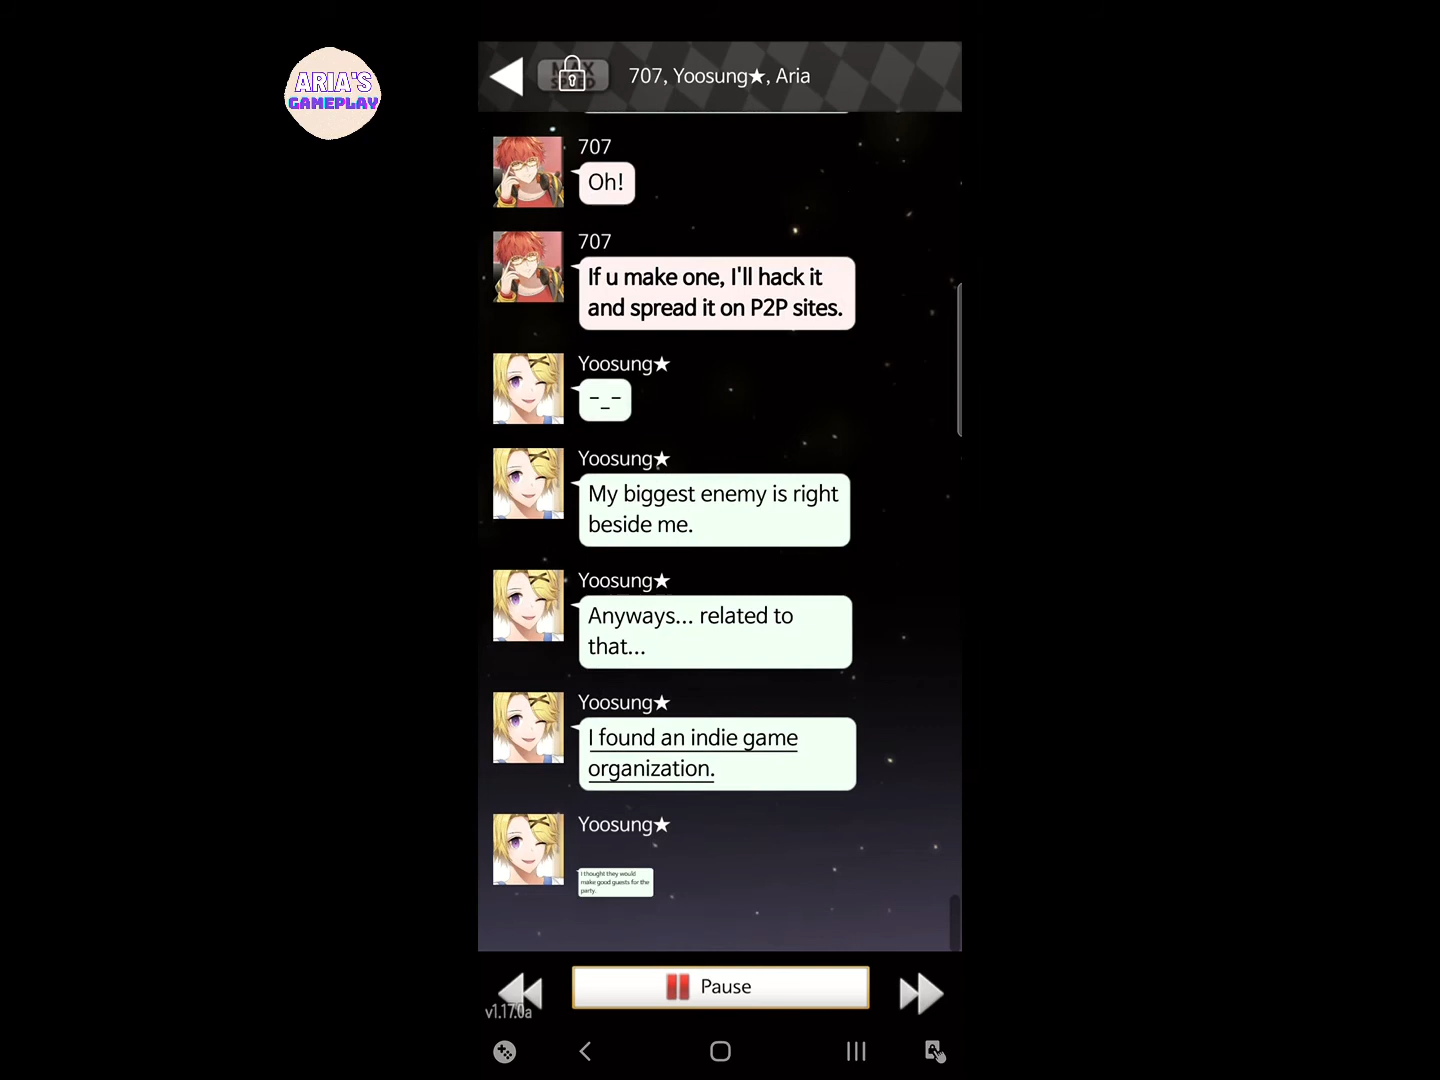 ARIA'S
GAMEPLAY
707, Yoosung★, Aria
707
Oh!
707
If u make one, I'll hack it
and spread it on P2P sites.
Yoosung★
-_-
Yoosung★
My biggest enemy is right
beside me.
Yoosung★
Anyways... related to
that...
Yoosung★
I found an indie game
organization.
Yoosung★
I thought they would
make good guests for the
party.
Pause
v1.17.0a